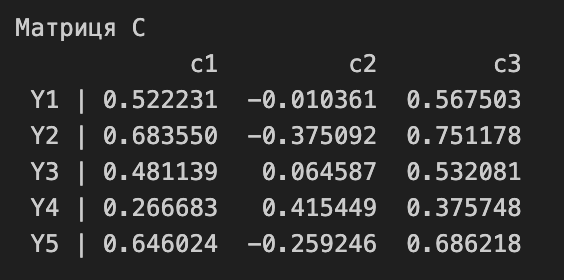 Матриця C
c1 c2 c3
Y1 | 0.522231 -0.010361 0.567503
Y2 | 0.683550 -0.375092 0.751178
Y3 | 0.481139 0.064587 0.532081
Y4 | 0.266683 0.415449 0.375748
Y5 | 0.646024 -0.259246 0.686218